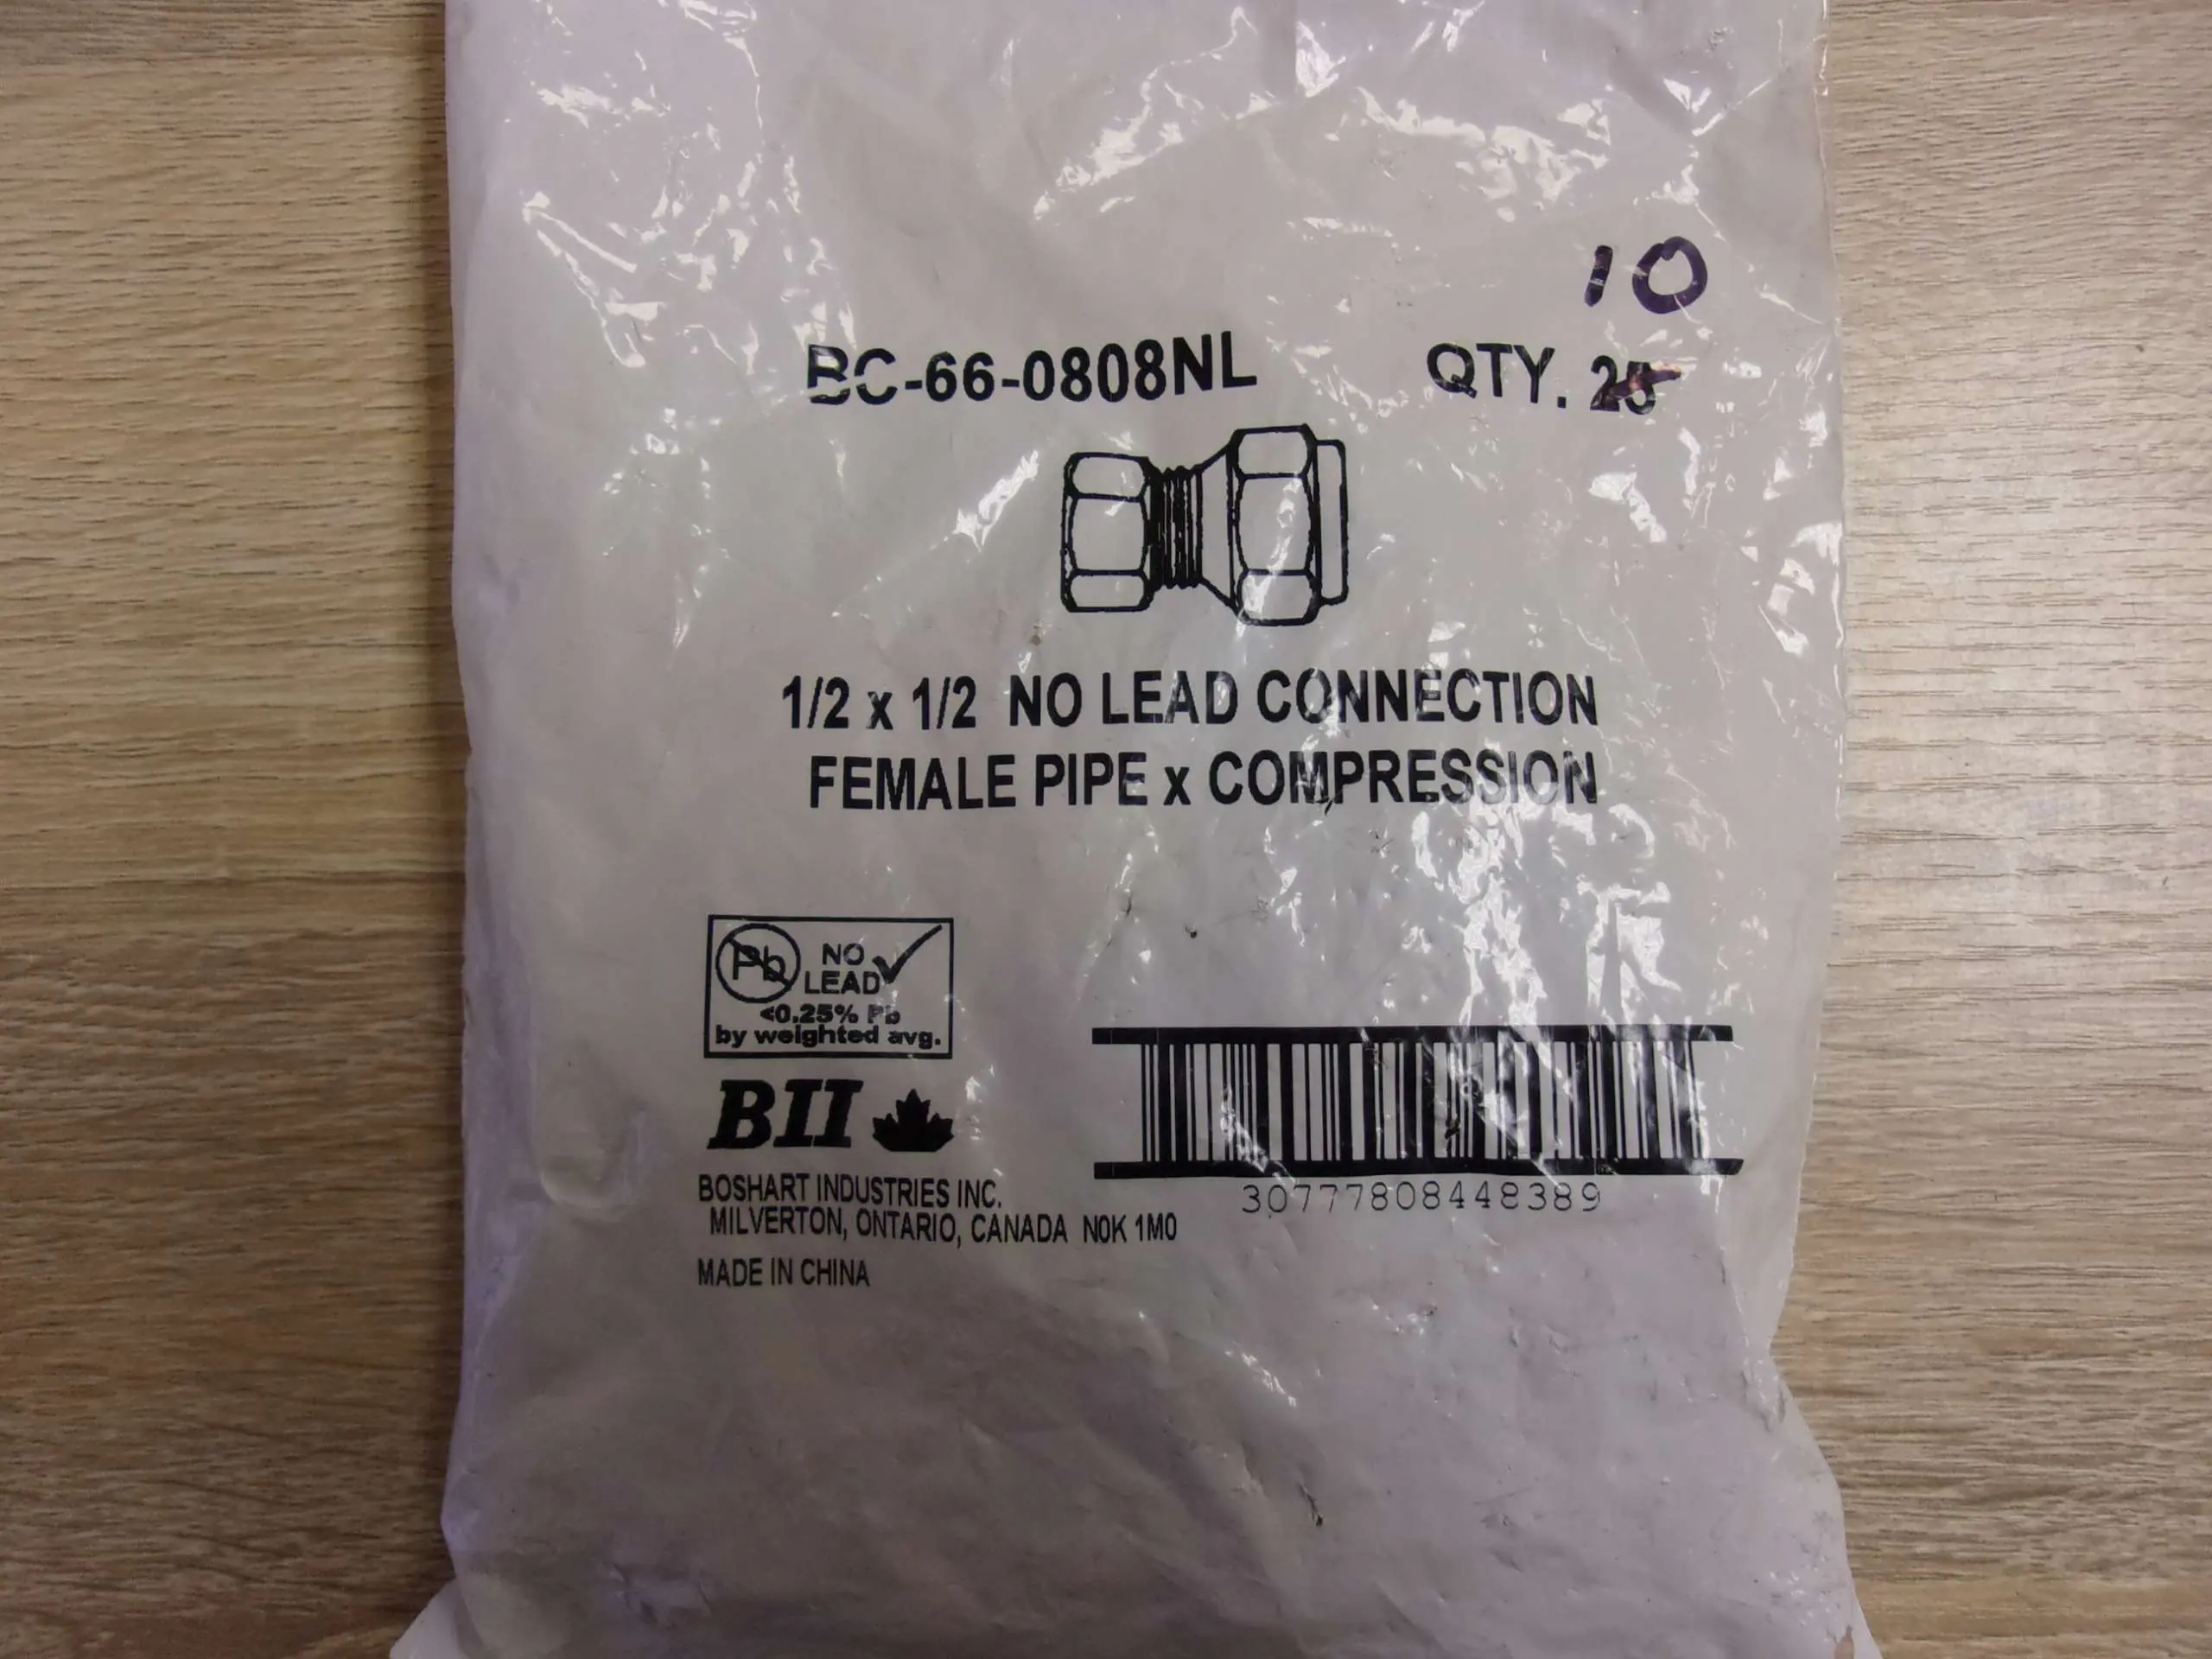 10
BC-66-0808NL QTY. 25
1/2 x 1/2 NO LEAD CONNECTION
FEMALE PIPE x COMPRESSION
Pb NO
LEAD
<0.25% Pb
by weighted avg.
BII
BOSHART INDUSTRIES INC.
MILVERTON, ONTARIO, CANADA N0K 1M0
MADE IN CHINA
30777808448389